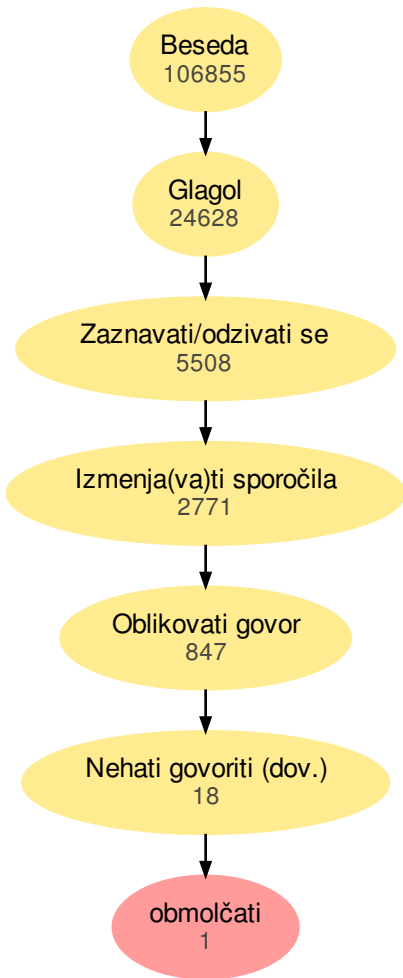 Beseda
106855
Glagol
24628
Zaznavati/odzivati se
5508
Izmenja(va)ti sporočila
2771
Oblikovati govor
847
Nehati govoriti (dov.)
18
obmolčati
1